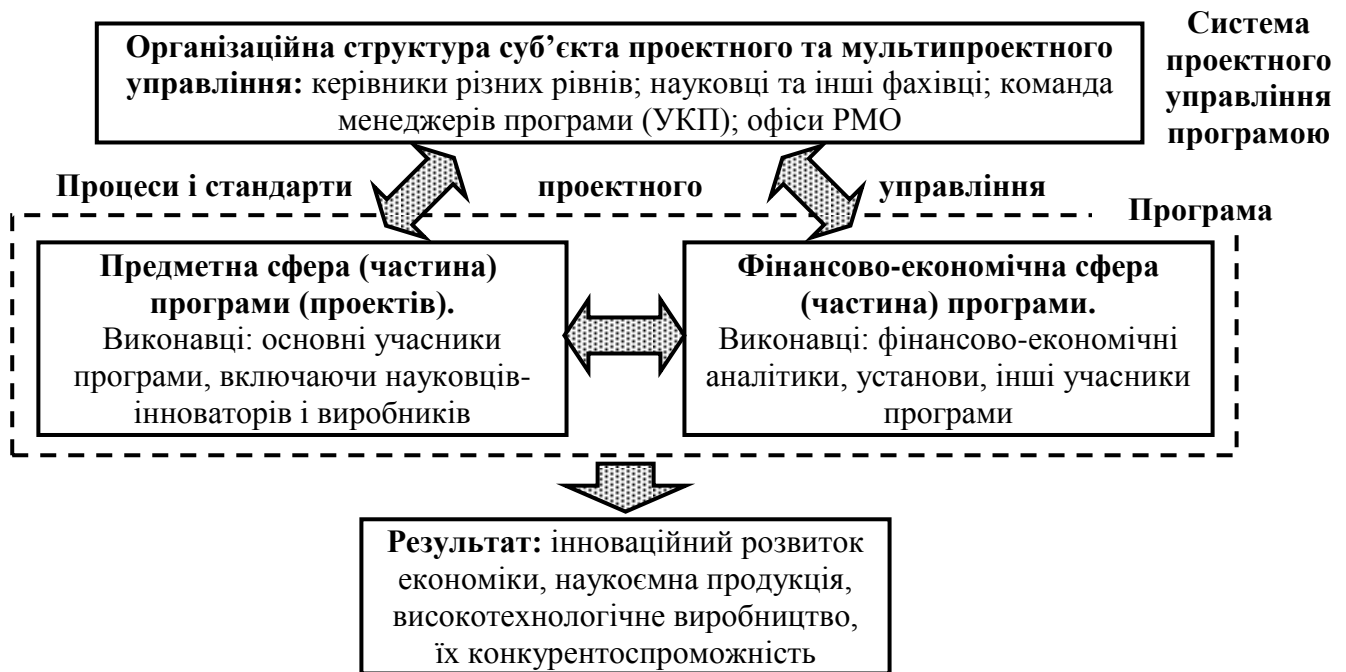 Організаційна структура суб’єкта проектного та мультипроектного
управління: керівники різних рівнів; науковці та інші фахівці; команда
менеджерів програми (УКП); офіси РМО
Система
проектного
управління
програмою
Процеси і стандарти проектного управління
Програма
Предметна сфера (частина)
програми (проектів).
Виконавці: основні учасники
програми, включаючи науковців-
інноваторів і виробників
Фінансово-економічна сфера
(частина) програми.
Виконавці: фінансово-економічні
аналітики, установи, інші учасники
програми
Результат: інноваційний розвиток
економіки, наукоємна продукція,
високотехнологічне виробництво,
їх конкурентоспроможність